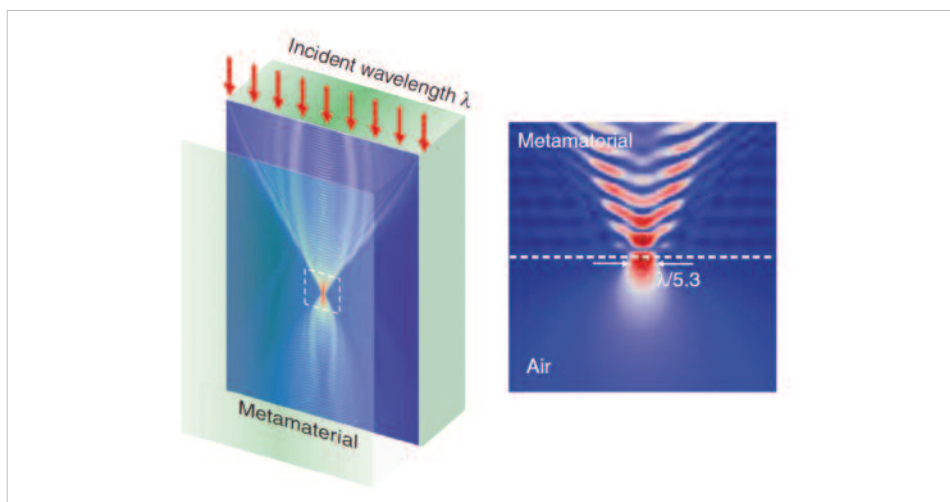 Incident wavelength λ
Metamaterial
Metamaterial
λ/5.3
Air